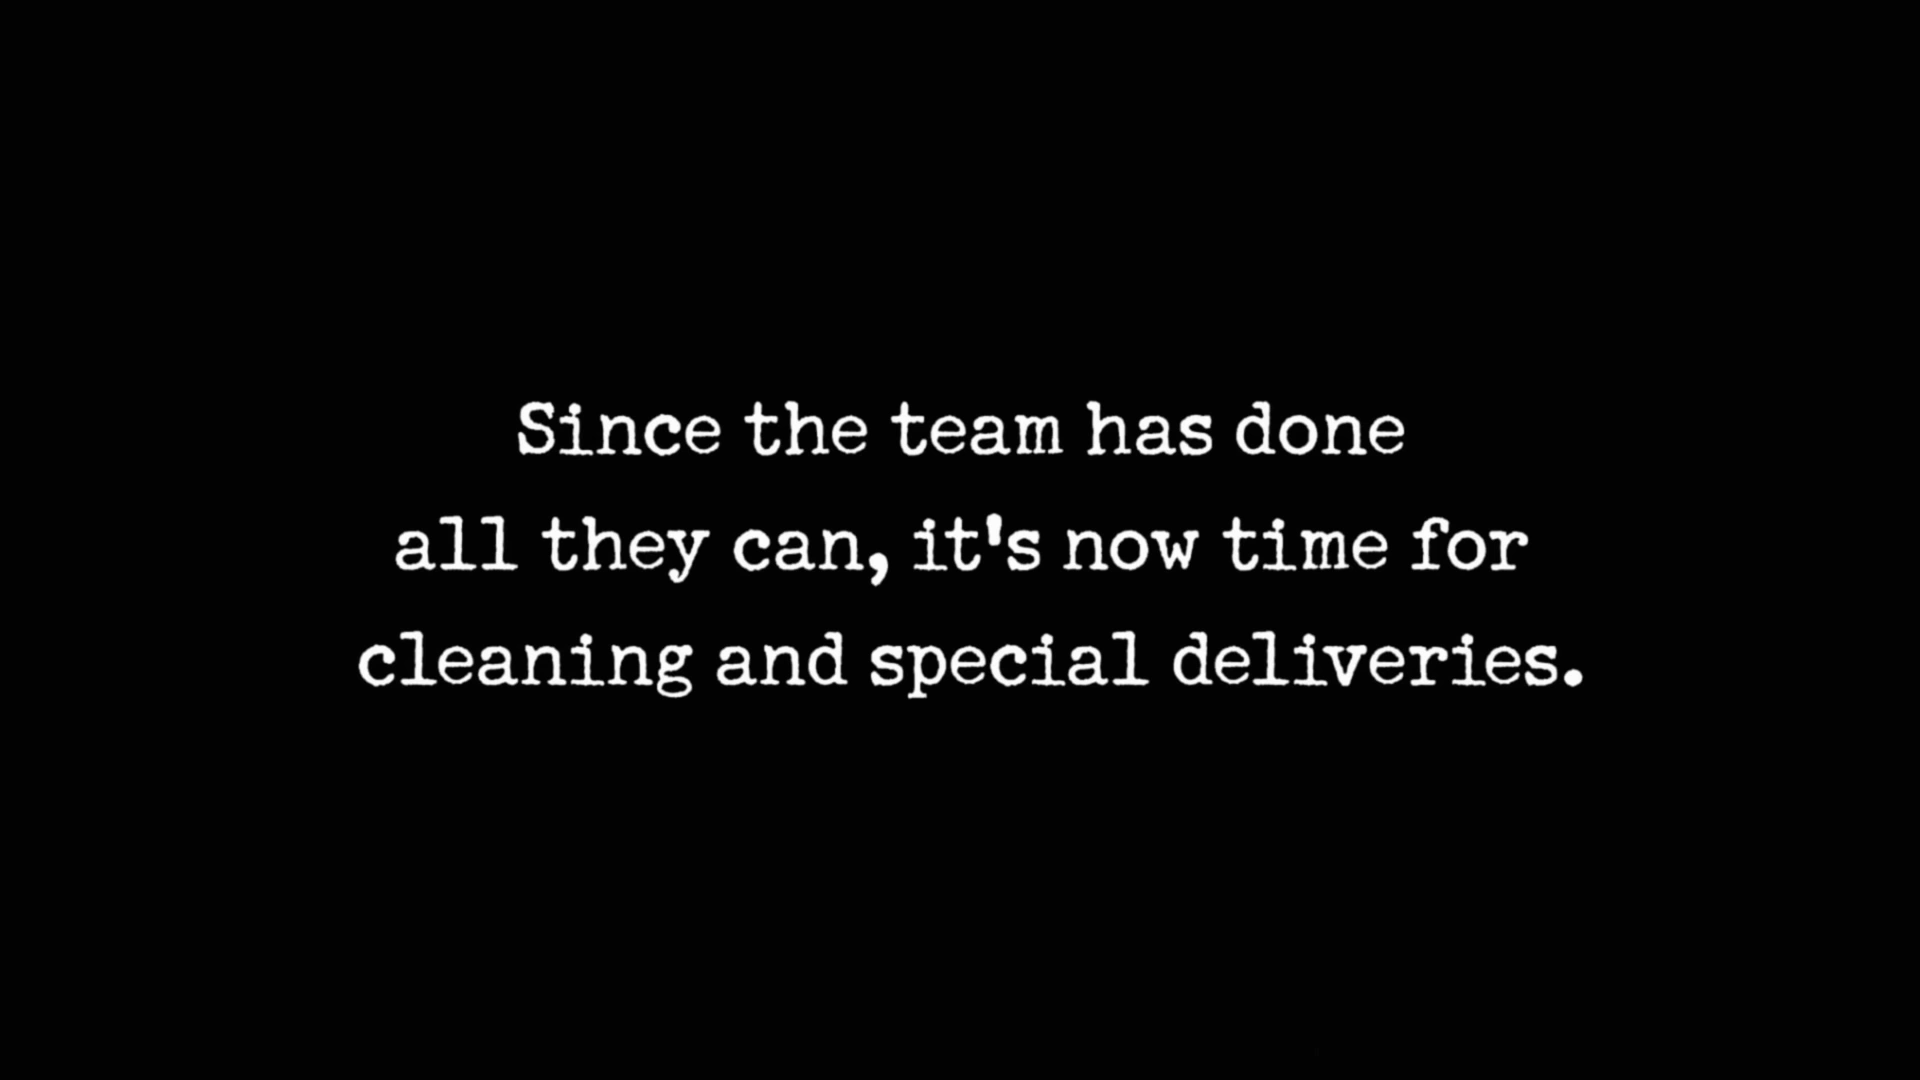 Since the team has done
all they can, it's now time for
cleaning and special deliveries.